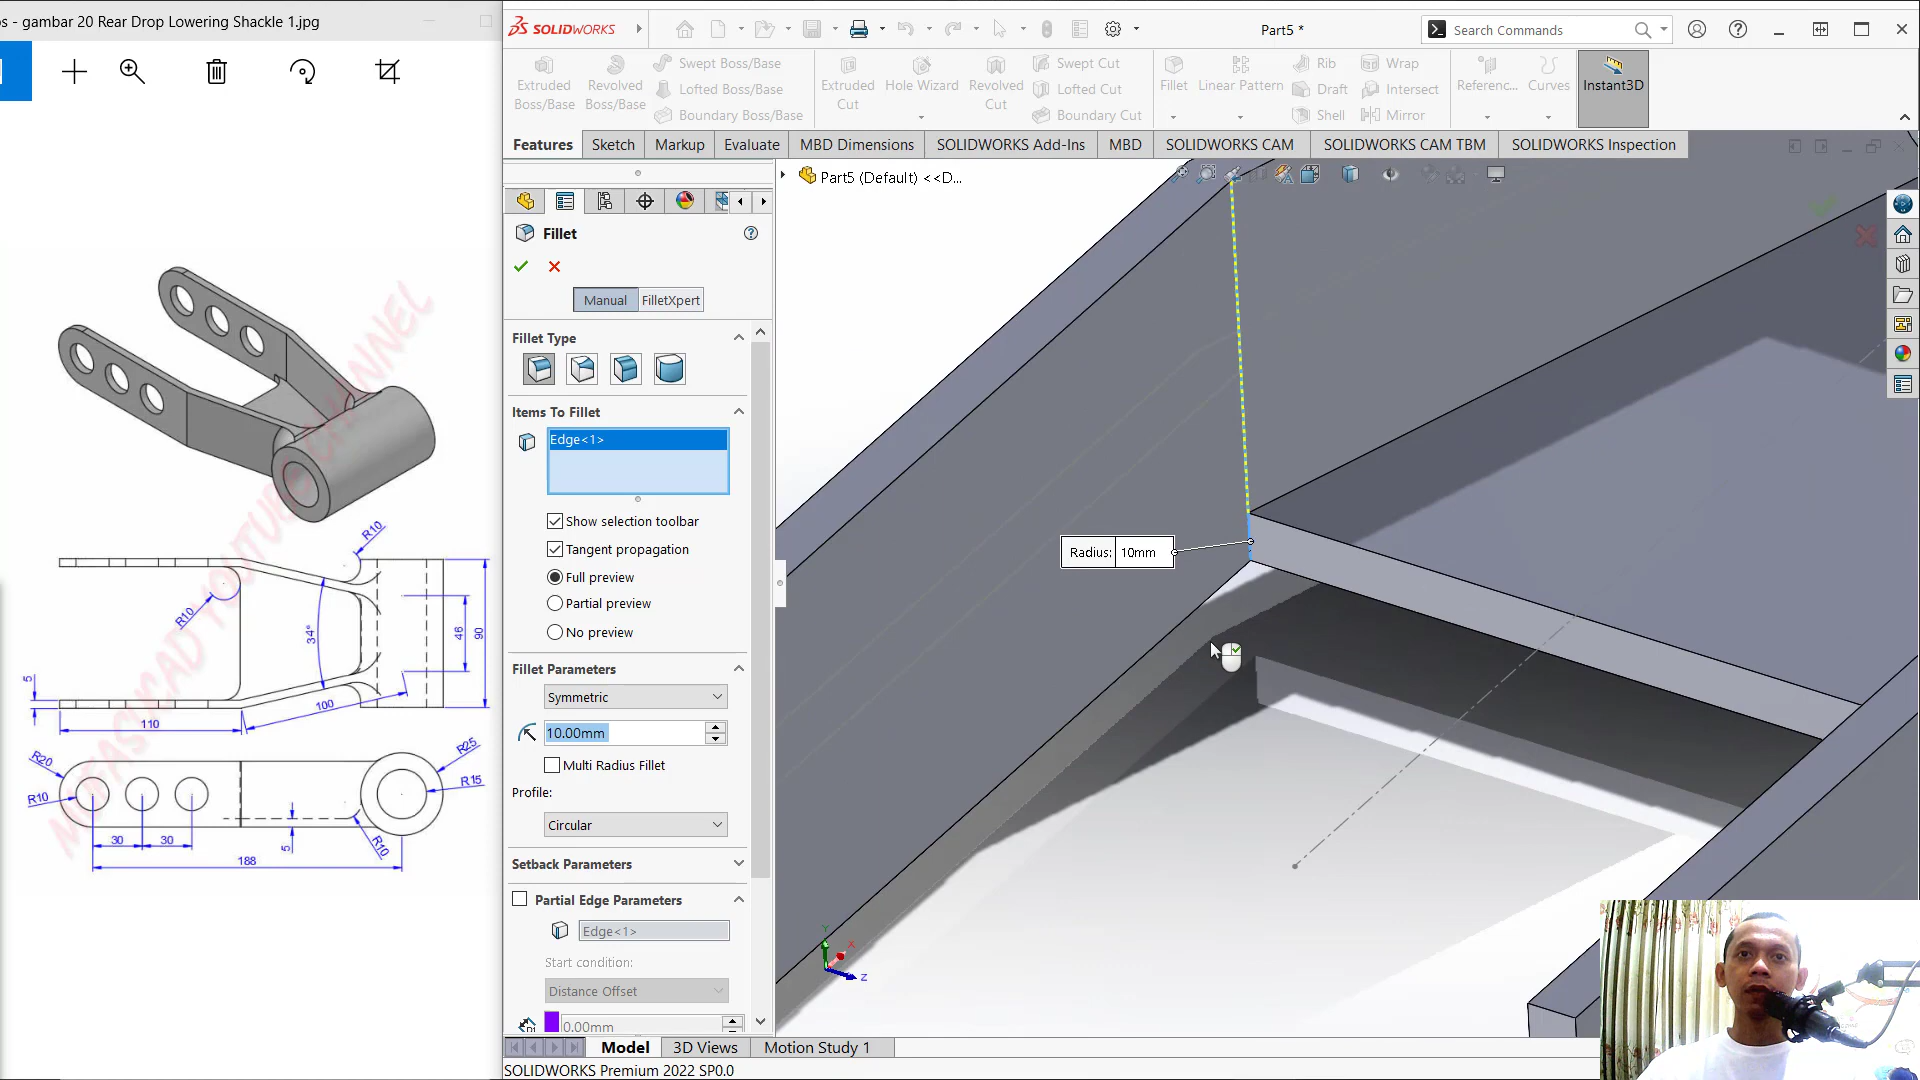 os - gambar 20 Rear Drop Lowering Shackle 1.jpg
SOLIDWORKS
Part5 *
Search Commands
Extruded Boss/Base
Revolved Boss/Base
Swept Boss/Base
Lofted Boss/Base
Boundary Boss/Base
Extruded Cut
Hole Wizard
Revolved Cut
Swept Cut
Lofted Cut
Boundary Cut
Fillet
Linear Pattern
Rib
Draft
Shell
Wrap
Intersect
Mirror
Referenc...
Curves
Instant3D
Features
Sketch
Markup
Evaluate
MBD Dimensions
SOLIDWORKS Add-Ins
MBD
SOLIDWORKS CAM
SOLIDWORKS CAM TBM
SOLIDWORKS Inspection
Part5 (Default) <<D...
Fillet
Manual
FilletXpert
Fillet Type
Items To Fillet
Edge<1>
Show selection toolbar
Tangent propagation
Full preview
Partial preview
No preview
Fillet Parameters
Symmetric
10.00mm
Multi Radius Fillet
Profile:
Circular
Setback Parameters
Partial Edge Parameters
Edge<1>
Start condition:
Distance Offset
0.00mm
Radius: 10mm
Y
X
Z
R10
R10
34°
46
90
5
100
110
R20
R25
R15
R10
30
30
5
R10
188
Model
3D Views
Motion Study 1
SOLIDWORKS Premium 2022 SP0.0